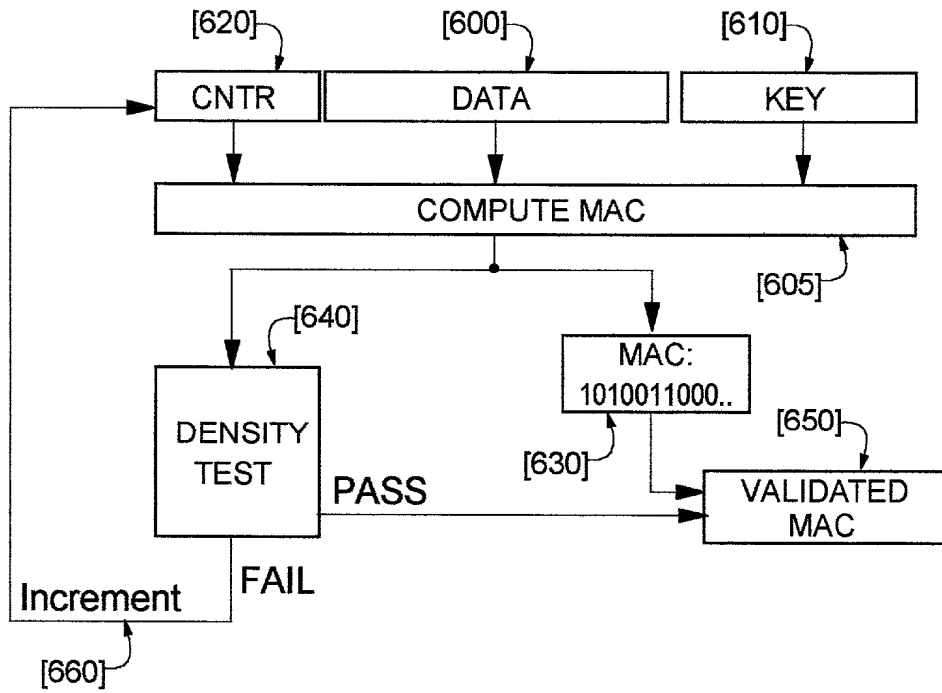 [620] [600] [610]
CNTR DATA KEY
COMPUTE MAC
[605]
[640]
MAC:
1010011000..
DENSITY
TEST
[630]
[650]
PASS
VALIDATED
MAC
FAIL
Increment
[660]